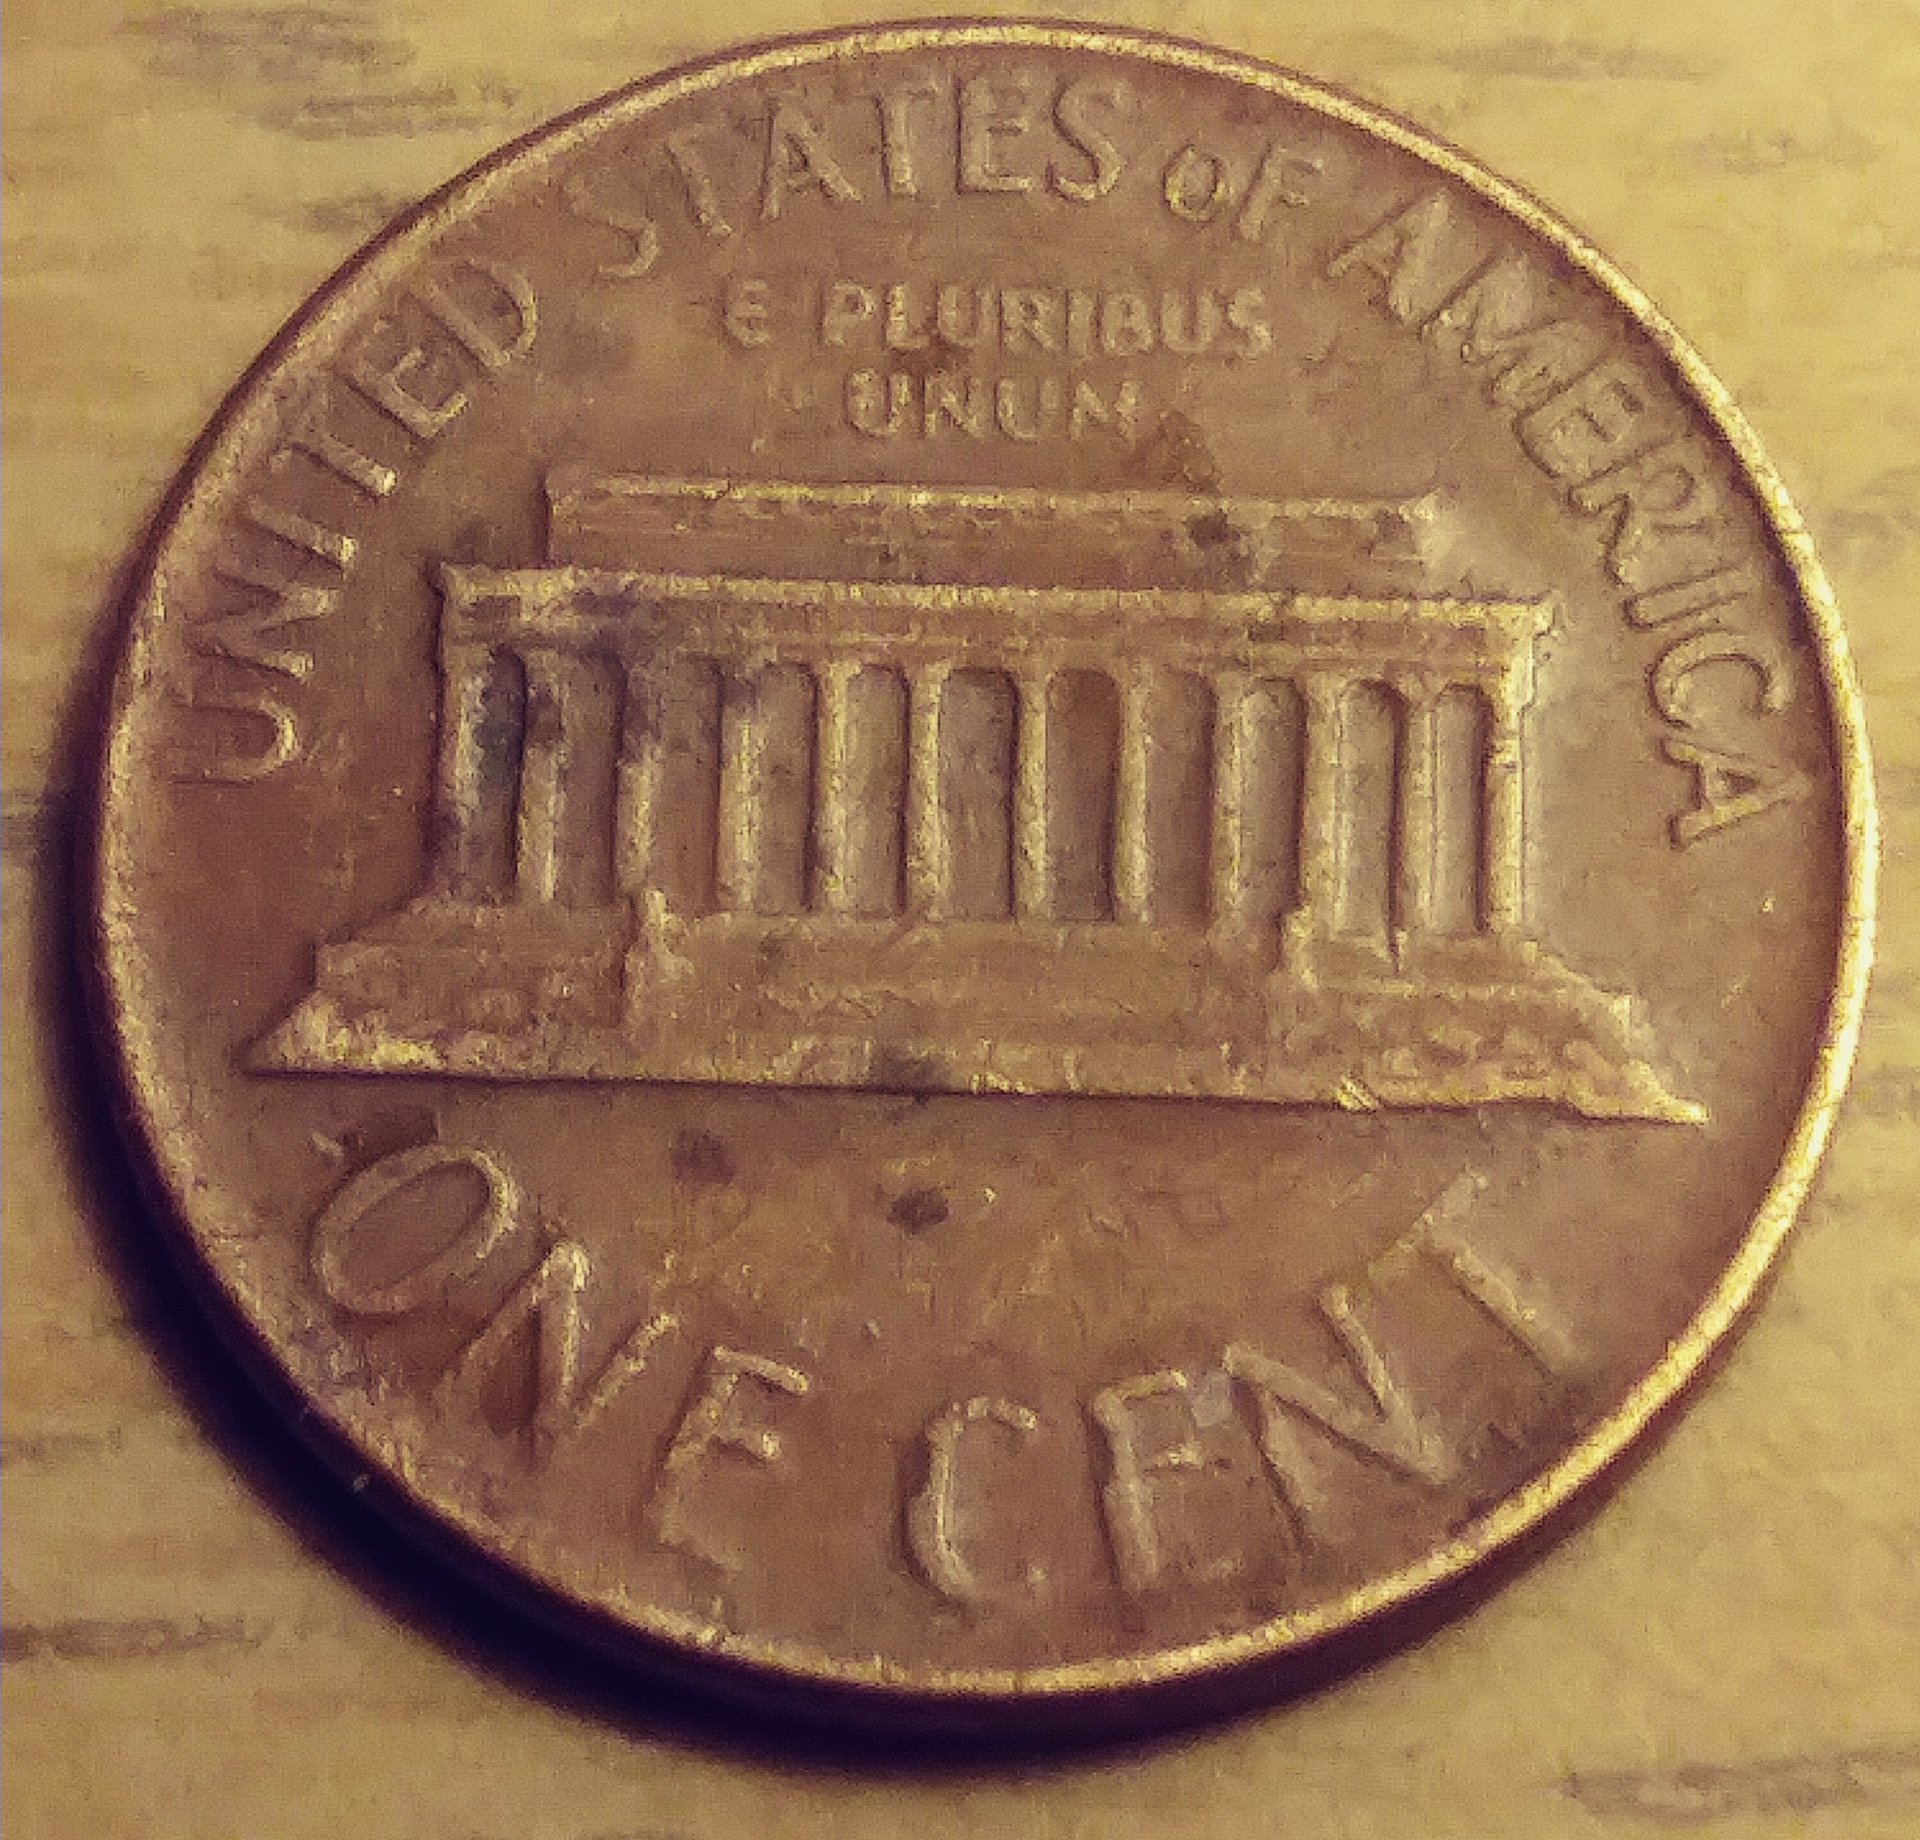 UNITED STATES OF AMERICA
E PLURIBUS
UNUM
ONE CENT